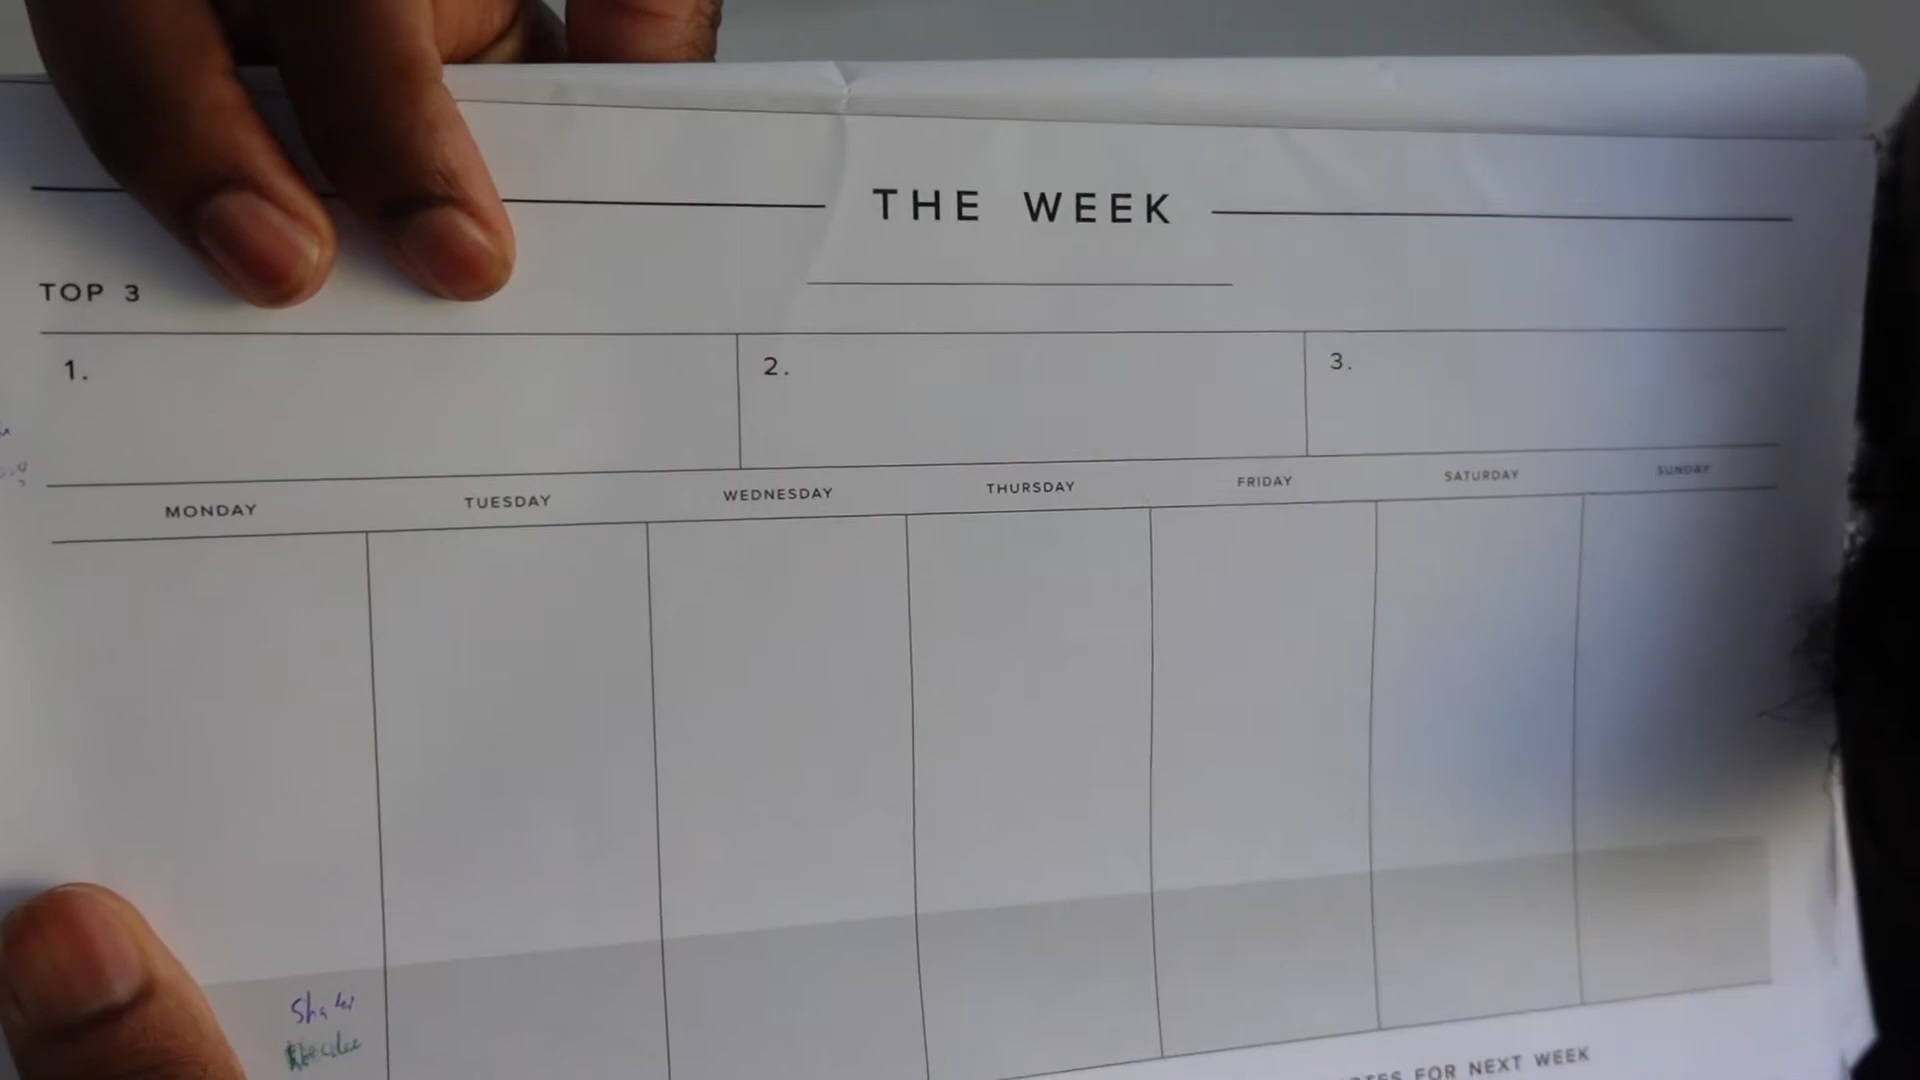 THE WEEK
TOP 3
1. 2. 3.
MONDAY TUESDAY WEDNESDAY THURSDAY FRIDAY SATURDAY SUNDAY
FOR NEXT WEEK